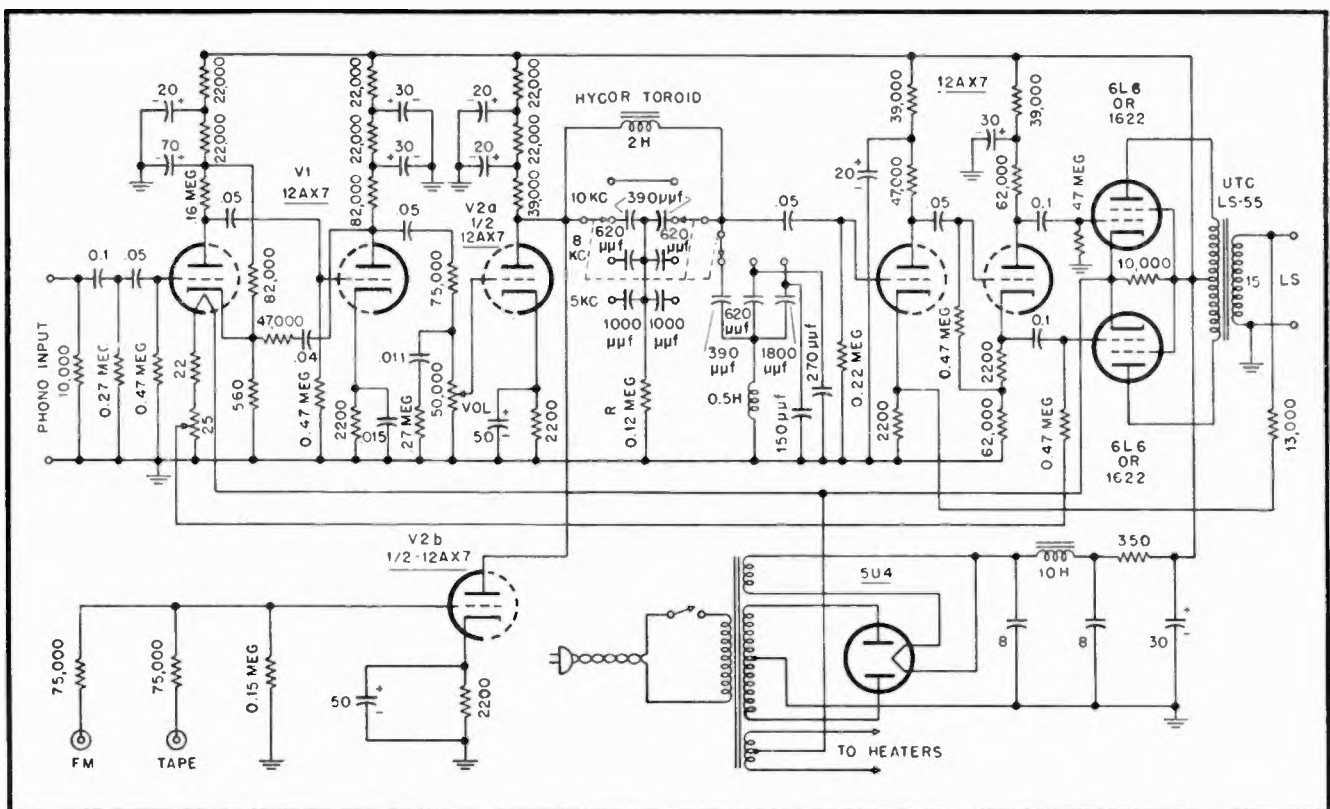 20
22,000
22,000
70
.16 MEG
V1
12AX7
.05
82,000
47,000
.04
0.1
.05
PHONO INPUT
10,000
0.27 MEG
0.47 MEG
22
25
560
0.47 MEG
22,000
30
22,000
30
82,000
.05
75,000
.011
50,000
VOL
.27 MEG
2200
.015
20
22,000
22,000
20
39,000
V2a
1/2
12AX7
50
2200
HYCOR TOROID
2H
10KC
390μμf
620
μμf
620
μμf
8
KC
5KC
1000
μμf
1000
μμf
R
0.12 MEG
390
μμf
620
μμf
1800
μμf
0.5H
150μμf
270μμf
.05
0.22 MEG
12AX7
39,000
20
47,000
.05
0.47 MEG
2200
39,000
30
62,000
0.1
47 MEG
0.1
2200
62,000
0.47 MEG
6L6
OR
1622
10,000
6L6
OR
1622
UTC
LS-55
15
LS
13,000
V2b
1/2-12AX7
75,000
75,000
0.15 MEG
50
2200
FM
TAPE
5U4
10H
350
8
8
30
TO HEATERS